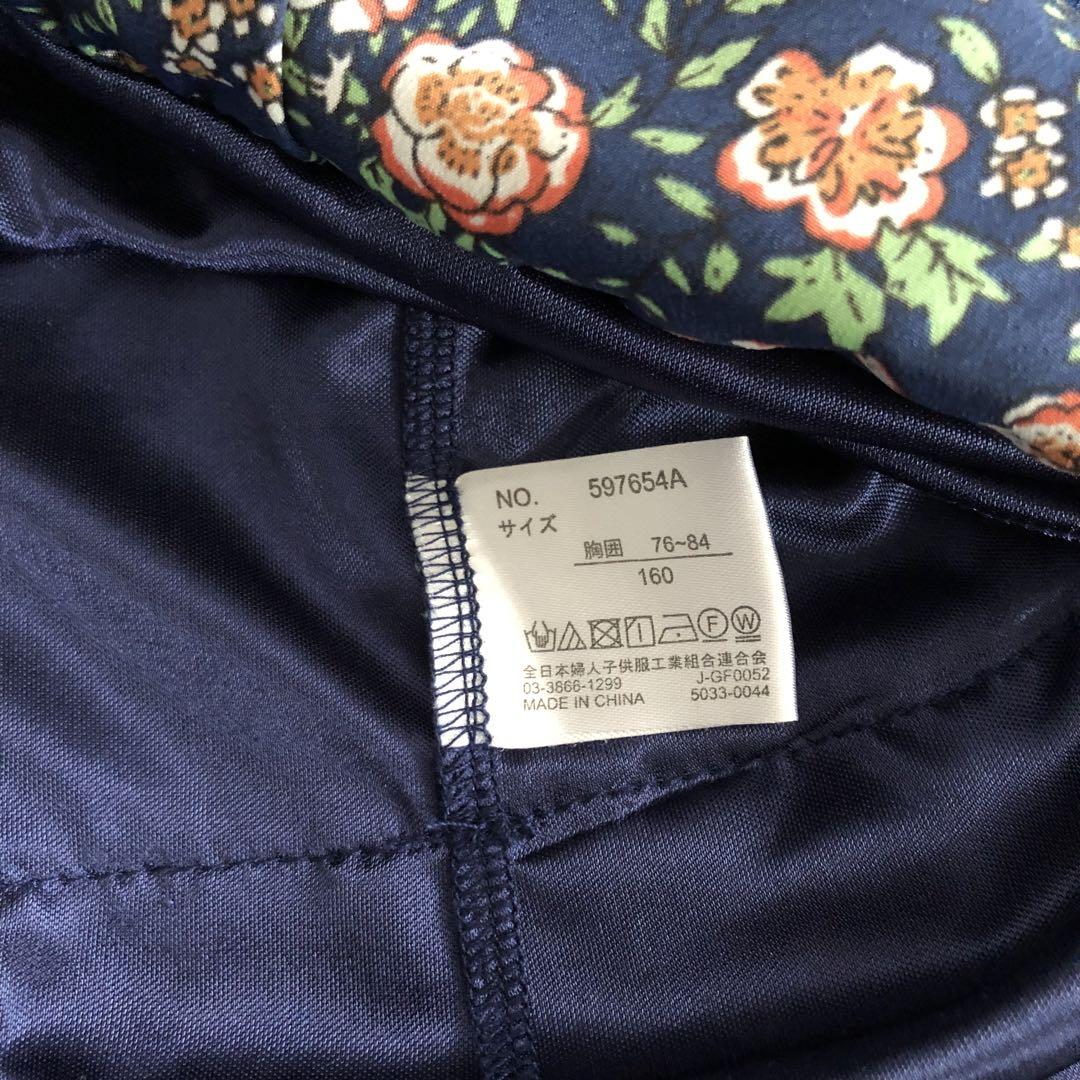 NO. 597654A
サイズ
胸囲 76~84
160
F W
全日本婦人子供服工業組合連合会
03-3866-1299 J-GF0052
MADE IN CHINA 5033-0044